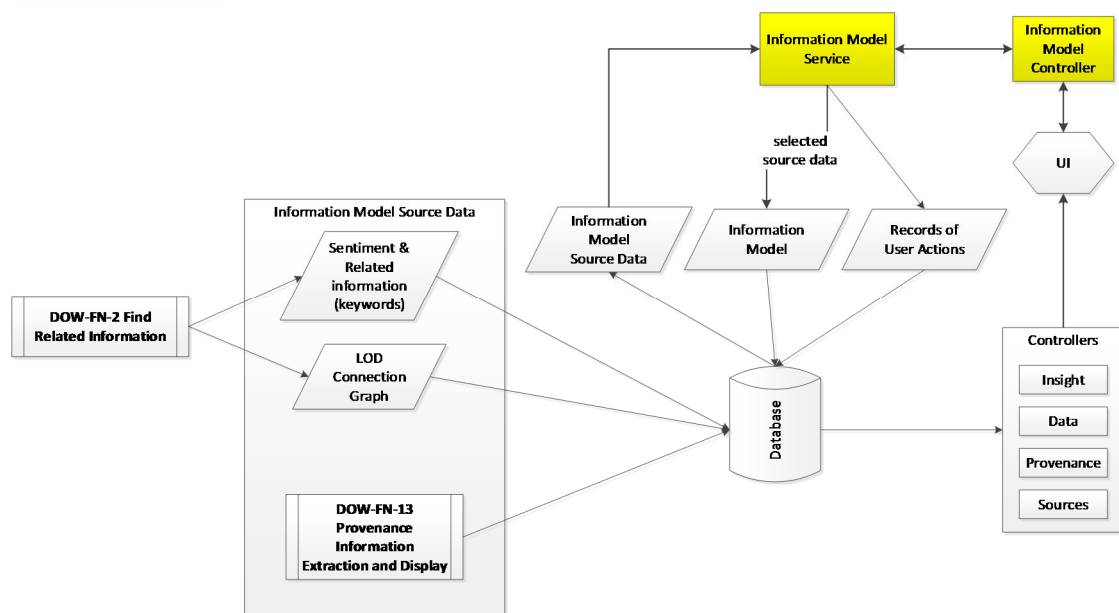 Information Model
Service
Information
Model
Controller
selected
source data
UI
Information Model Source Data
Sentiment &
Related
information
(keywords)
Information
Model
Source Data
Information
Model
Records of
User Actions
DOW-FN-2 Find
Related Information
LOD
Connection
Graph
Database
Controllers
Insight
Data
Provenance
Sources
DOW-FN-13
Provenance
Information
Extraction and Display